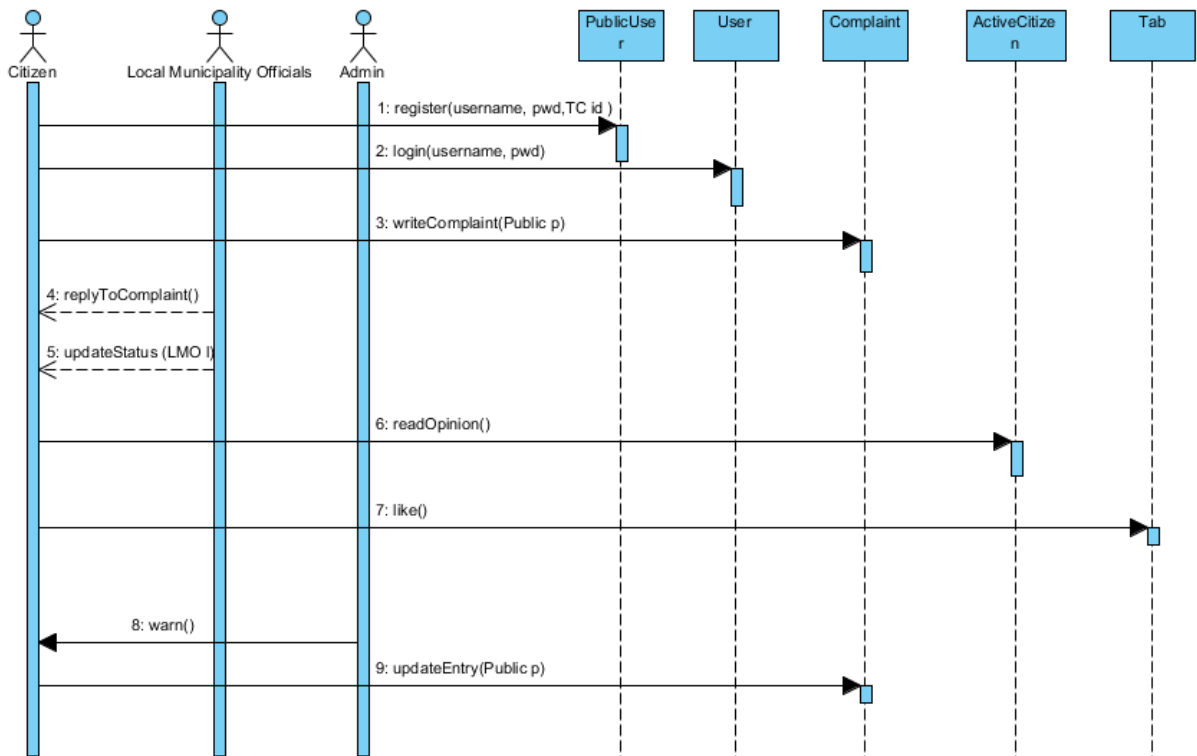 PublicUse
r
User
Complaint
ActiveCitize
n
Tab
Citizen
Local Municipality Officials
Admin
1: register(username, pwd,TC id )
2: login(username, pwd)
3: writeComplaint(Public p)
4: replyToComplaint()
5: updateStatus (LMO l)
6: readOpinion()
7: like()
8: warn()
9: updateEntry(Public p)